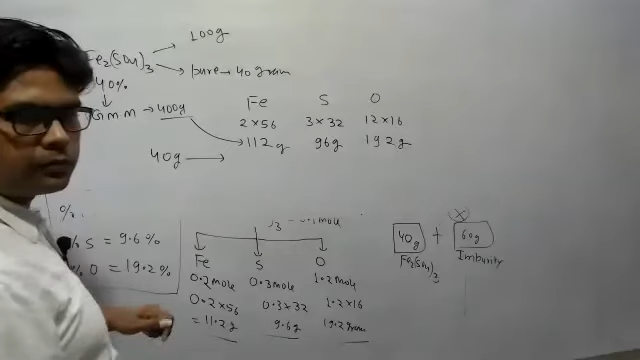 Fe₂(SO₄)₃ → 100g
→ pure → 40 gram
40%
GMM → 400g
Fe S O
2×56 3×32 12×16
→ 112g 96g 192g
40g →
%
% S = 9.6%
% O = 19.2%
Fe S O
0.2 mole 0.3 mole 1.2 mole
0.2×56 0.3×32 1.2×16
= 11.2g 9.6g 19.2 gram
40g + 60g
Fe₂(SO₄)₃ Imburity